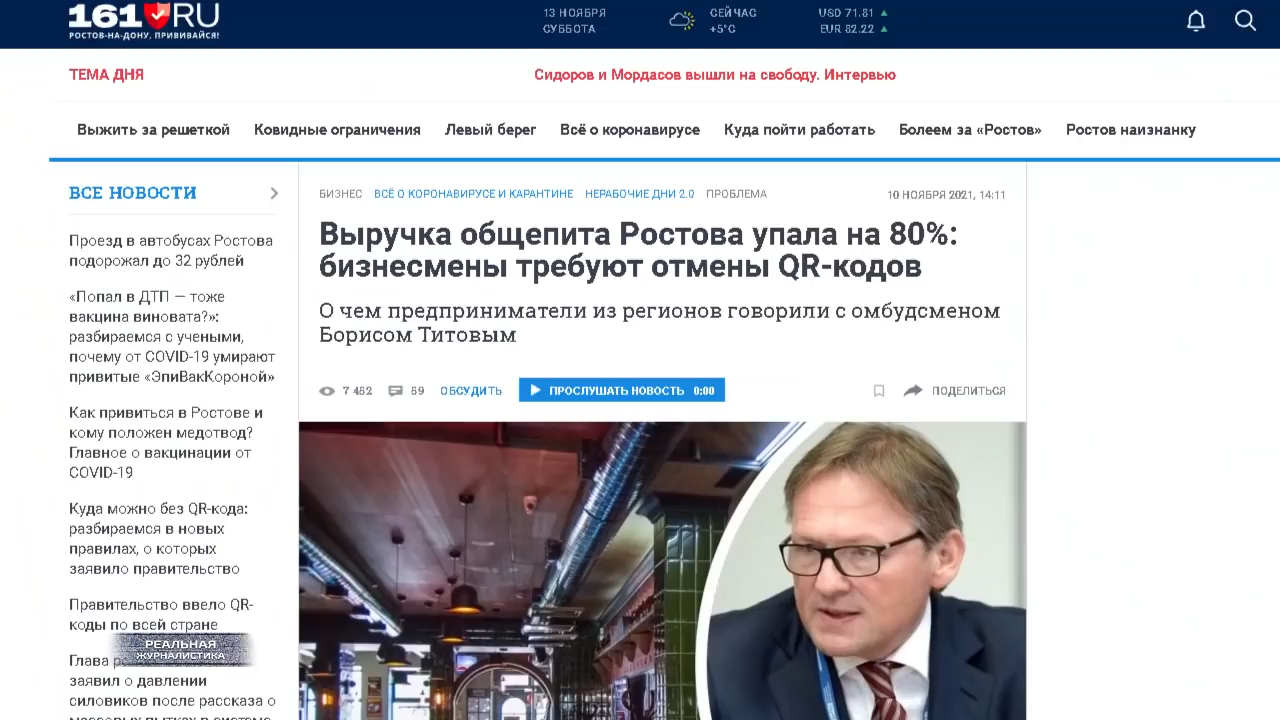 161 RU
РОСТОВ-НА-ДОНУ, ПРИВИВАЙСЯ!
13 НОЯБРЯ
СУББОТА
СЕЙЧАС
+5°C
USD 71.81
EUR 82.22
ТЕМА ДНЯ
Сидоров и Мордасов вышли на свободу. Интервью
Выжить за решеткой Ковидные ограничения Левый берег Всё о коронавирусе Куда пойти работать Болеем за «Ростов» Ростов наизнанку
ВСЕ НОВОСТИ
Проезд в автобусах Ростова
подорожал до 32 рублей
«Попал в ДТП — тоже
вакцина виновата?»:
разбираемся с учеными,
почему от COVID-19 умирают
привитые «ЭпиВакКороной»
Как привиться в Ростове и
кому положен медотвод?
Главное о вакцинации от
COVID-19
Куда можно без QR-кода:
разбираемся в новых
правилах, о которых
заявило правительство
Правительство ввело QR-
коды по всей стране
Глава
заявил о давлении
силовиков после рассказа о
РЕАЛЬНАЯ
ЖУРНАЛИСТИКА
БИЗНЕС ВСЁ О КОРОНАВИРУСЕ И КАРАНТИНЕ НЕРАБОЧИЕ ДНИ 2.0 ПРОБЛЕМА
10 НОЯБРЯ 2021, 14:11
Выручка общепита Ростова упала на 80%:
бизнесмены требуют отмены QR-кодов
О чем предприниматели из регионов говорили с омбудсменом
Борисом Титовым
7 452 59 ОБСУДИТЬ ПРОСЛУШАТЬ НОВОСТЬ 0:00 ПОДЕЛИТЬСЯ